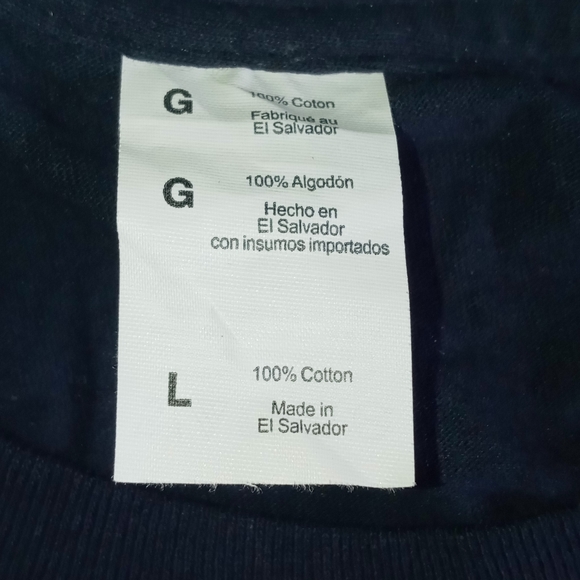 G
100% Coton
Fabriqué au
El Salvador
G
100% Algodón
Hecho en
El Salvador
con insumos importados
L
100% Cotton
Made in
El Salvador